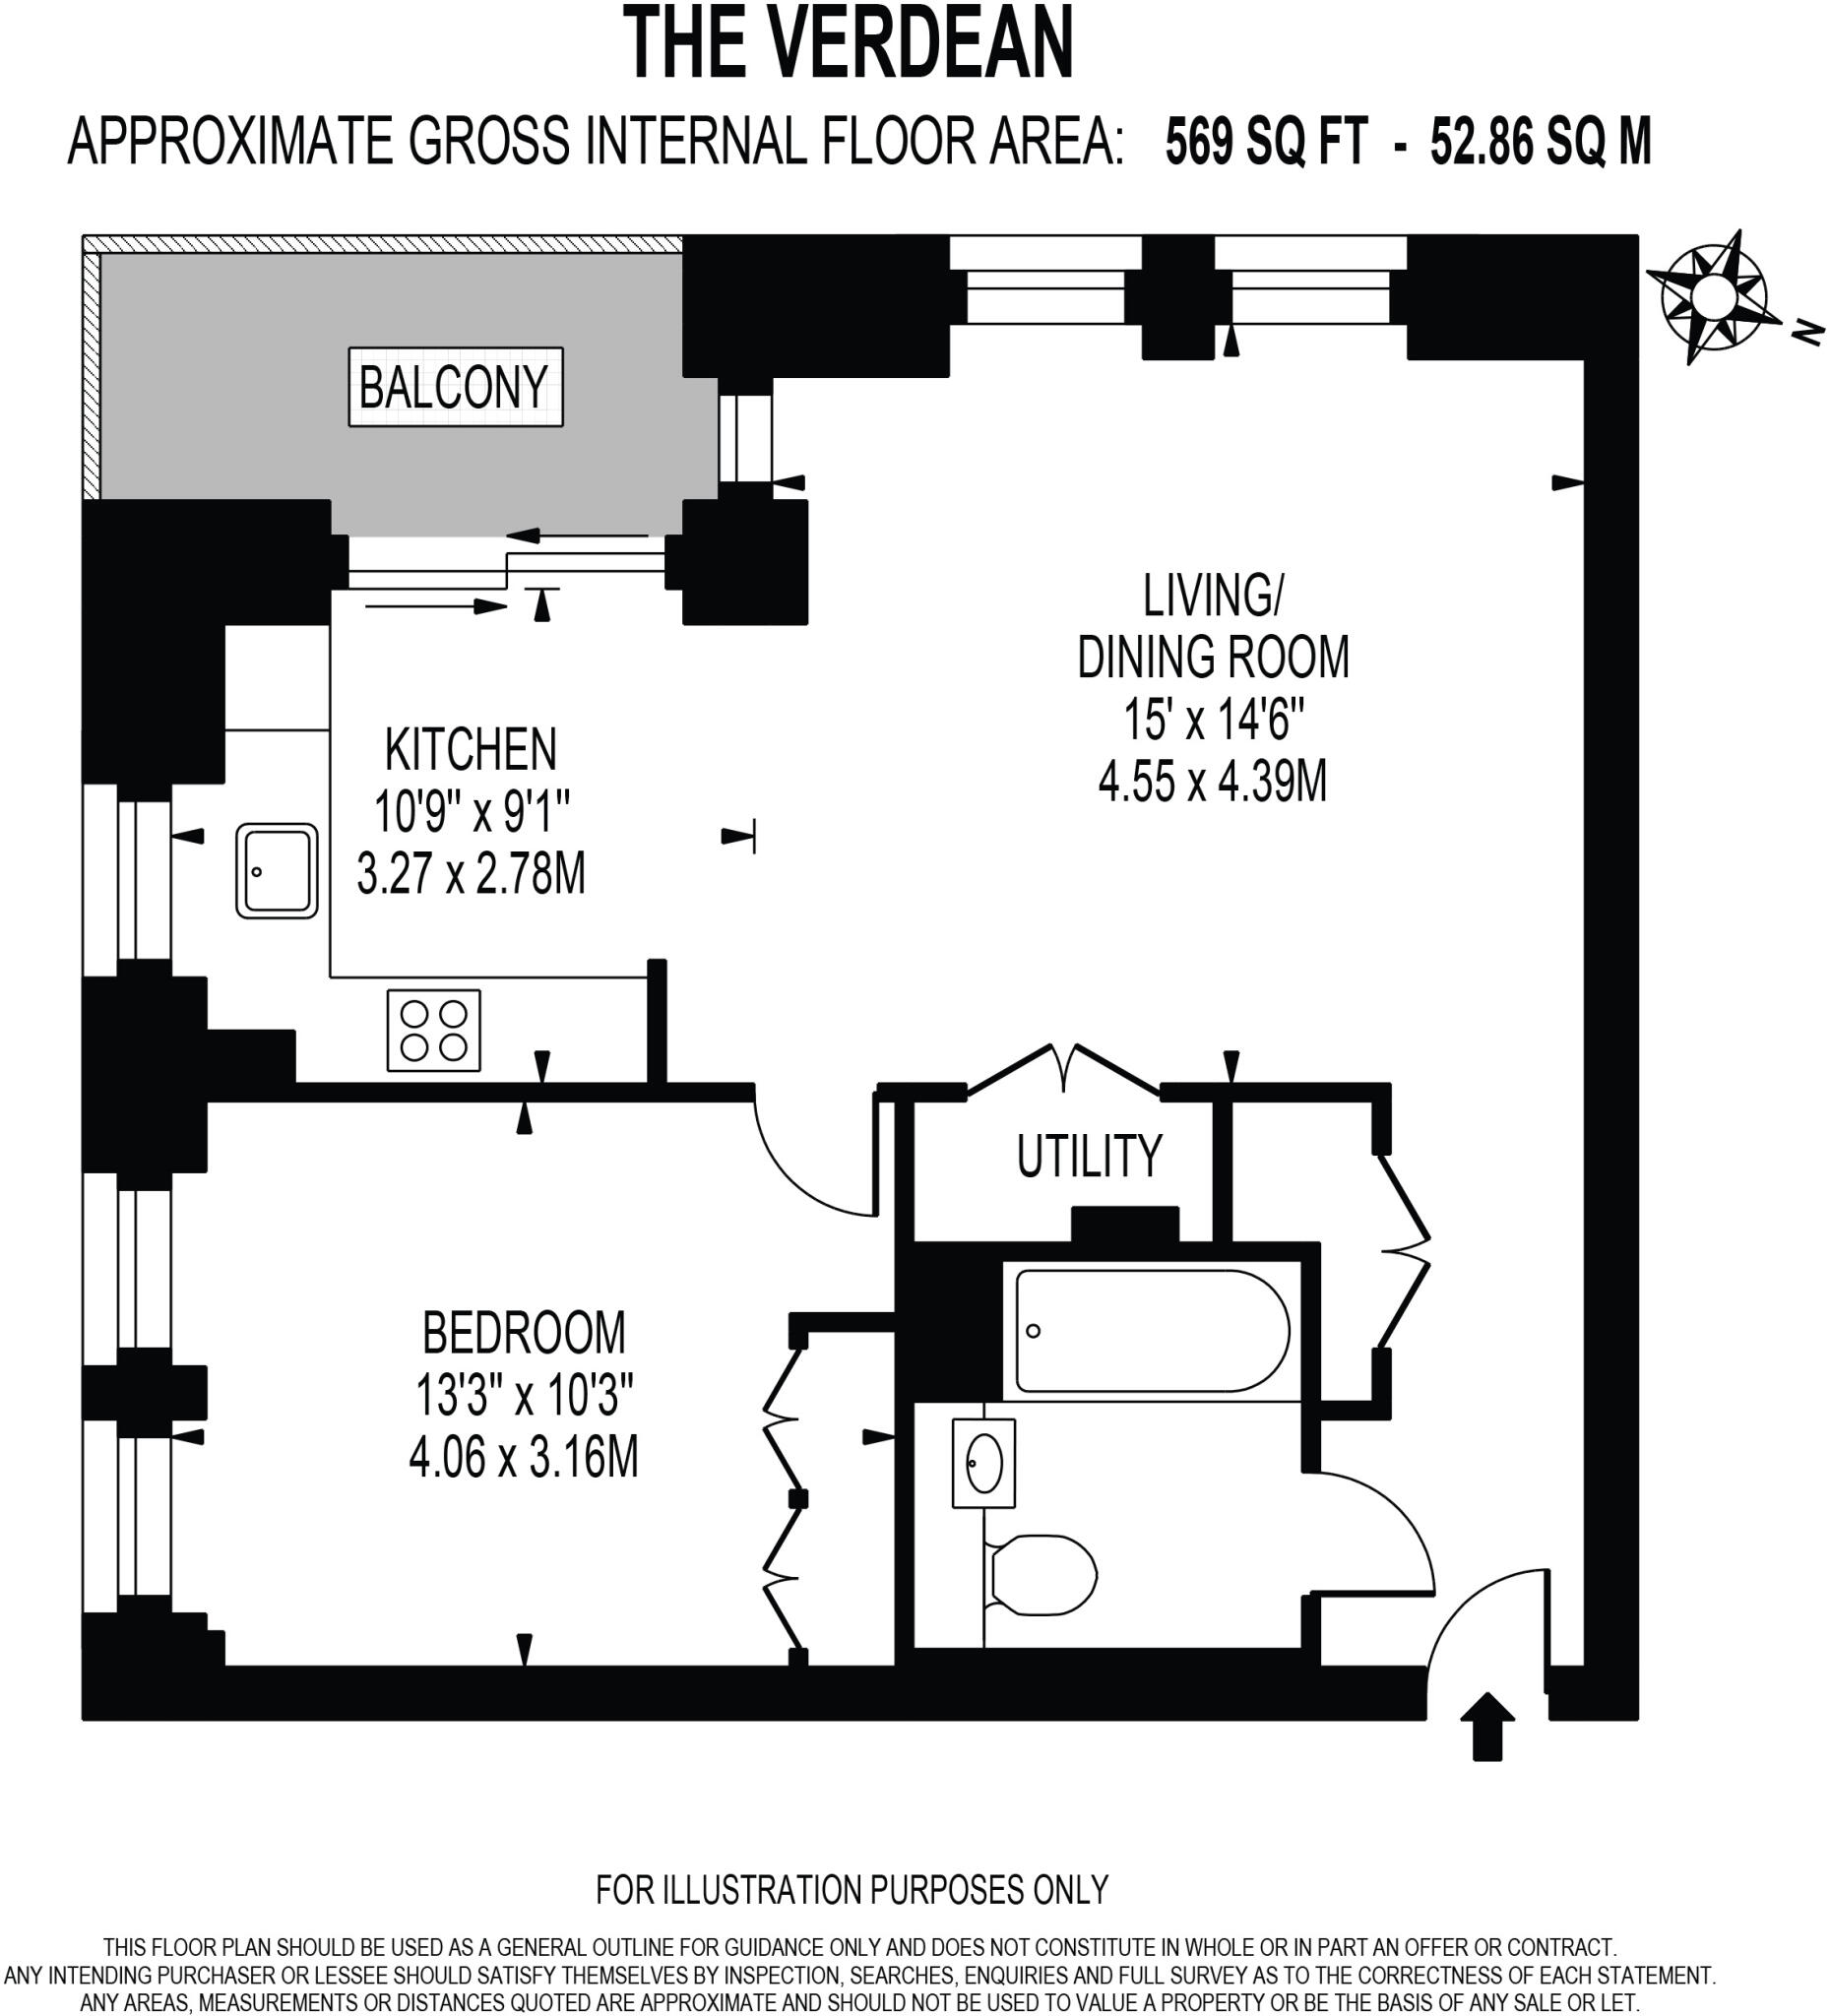 THE VERDEAN
APPROXIMATE GROSS INTERNAL FLOOR AREA: 569 SQ FT - 52.86 SQ M
N
BALCONY
LIVING/
DINING ROOM
15' x 14'6"
4.55 x 4.39M
KITCHEN
10'9" x 9'1"
3.27 x 2.78M
UTILITY
BEDROOM
13'3" x 10'3"
4.06 x 3.16M
FOR ILLUSTRATION PURPOSES ONLY
THIS FLOOR PLAN SHOULD BE USED AS A GENERAL OUTLINE FOR GUIDANCE ONLY AND DOES NOT CONSTITUTE IN WHOLE OR IN PART AN OFFER OR CONTRACT.
ANY INTENDING PURCHASER OR LESSEE SHOULD SATISFY THEMSELVES BY INSPECTION, SEARCHES, ENQUIRIES AND FULL SURVEY AS TO THE CORRECTNESS OF EACH STATEMENT.
ANY AREAS, MEASUREMENTS OR DISTANCES QUOTED ARE APPROXIMATE AND SHOULD NOT BE USED TO VALUE A PROPERTY OR BE THE BASIS OF ANY SALE OR LET.